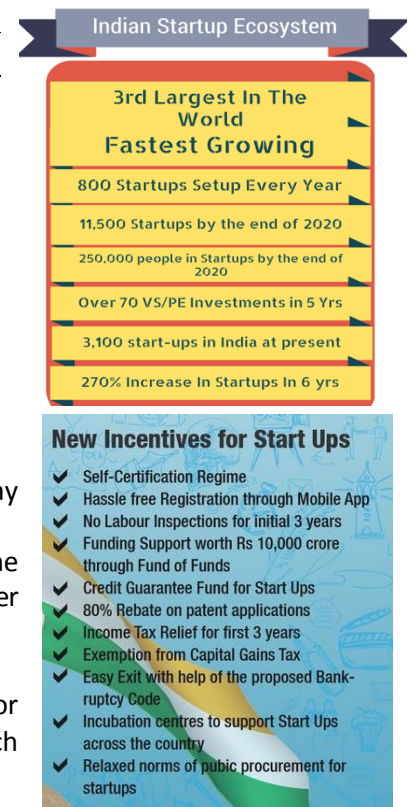 Indian Startup Ecosystem
3rd Largest In The
World
Fastest Growing
800 Startups Setup Every Year
11,500 Startups by the end of 2020
250,000 people in Startups by the end of
2020
Over 70 VS/PE Investments in 5 Yrs
3,100 start-ups in India at present
270% Increase In Startups In 6 yrs
New Incentives for Start Ups
Self-Certification Regime
Hassle free Registration through Mobile App
No Labour Inspections for initial 3 years
Funding Support worth Rs 10,000 crore
through Fund of Funds
Credit Guarantee Fund for Start Ups
80% Rebate on patent applications
Income Tax Relief for first 3 years
Exemption from Capital Gains Tax
Easy Exit with help of the proposed Bank-
ruptcy Code
Incubation centres to support Start Ups
across the country
Relaxed norms of pubic procurement for
startups